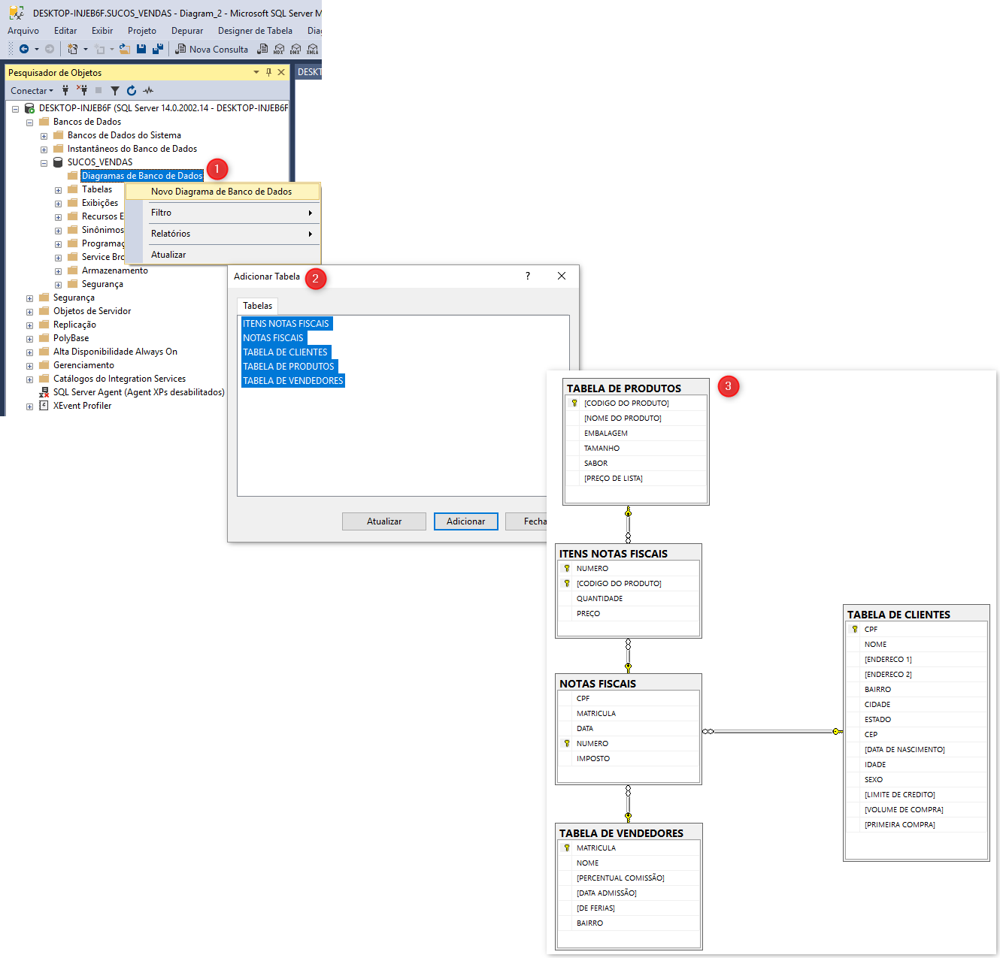 DESKTOP-INJEB6F.SUCOS_VENDAS - Diagram_2 - Microsoft SQL Server M
Arquivo Editar Exibir Projeto Depurar Designer de Tabela Dia
Nova Consulta MDX DMX XMLA
Pesquisador de Objetos
DESKT
Conectar
DESKTOP-INJEB6F (SQL Server 14.0.2002.14 - DESKTOP-INJEB6F
Bancos de Dados
Bancos de Dados do Sistema
Instantâneos do Banco de Dados
SUCOS_VENDAS
Diagramas de Banco de Dados
1
Tabelas
Exibições
Recursos E
Sinônimos
Programaç
Service Bro
Armazenamento
Segurança
Segurança
Objetos de Servidor
Replicação
PolyBase
Alta Disponibilidade Always On
Gerenciamento
Catálogos do Integration Services
SQL Server Agent (Agent XPs desabilitados)
XEvent Profiler
Novo Diagrama de Banco de Dados
Filtro
Relatórios
Atualizar
Adicionar Tabela
2
?
Tabelas
ITENS NOTAS FISCAIS
NOTAS FISCAIS
TABELA DE CLIENTES
TABELA DE PRODUTOS
TABELA DE VENDEDORES
Atualizar Adicionar Fecha
3
TABELA DE PRODUTOS
[CODIGO DO PRODUTO]
[NOME DO PRODUTO]
EMBALAGEM
TAMANHO
SABOR
[PREÇO DE LISTA]
ITENS NOTAS FISCAIS
NUMERO
[CODIGO DO PRODUTO]
QUANTIDADE
PREÇO
NOTAS FISCAIS
CPF
MATRICULA
DATA
NUMERO
IMPOSTO
TABELA DE VENDEDORES
MATRICULA
NOME
[PERCENTUAL COMISSÃO]
[DATA ADMISSÃO]
[DE FERIAS]
BAIRRO
TABELA DE CLIENTES
CPF
NOME
[ENDERECO 1]
[ENDERECO 2]
BAIRRO
CIDADE
ESTADO
CEP
[DATA DE NASCIMENTO]
IDADE
SEXO
[LIMITE DE CREDITO]
[VOLUME DE COMPRA]
[PRIMEIRA COMPRA]